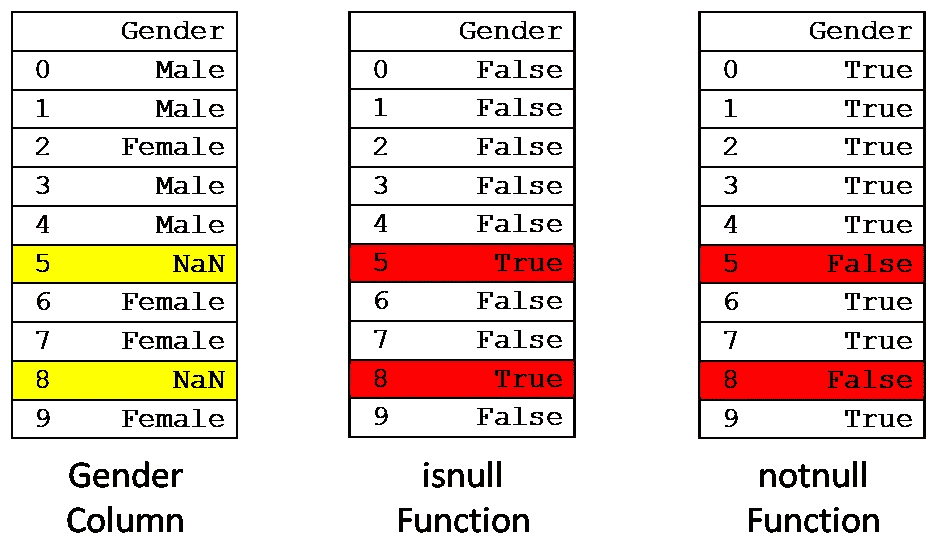 Gender
0 Male
1 Male
2 Female
3 Male
4 Male
5 NaN
6 Female
7 Female
8 NaN
9 Female
Gender
Column
Gender
0 False
1 False
2 False
3 False
4 False
5 True
6 False
7 False
8 True
9 False
isnull
Function
Gender
0 True
1 True
2 True
3 True
4 True
5 False
6 True
7 True
8 False
9 True
notnull
Function